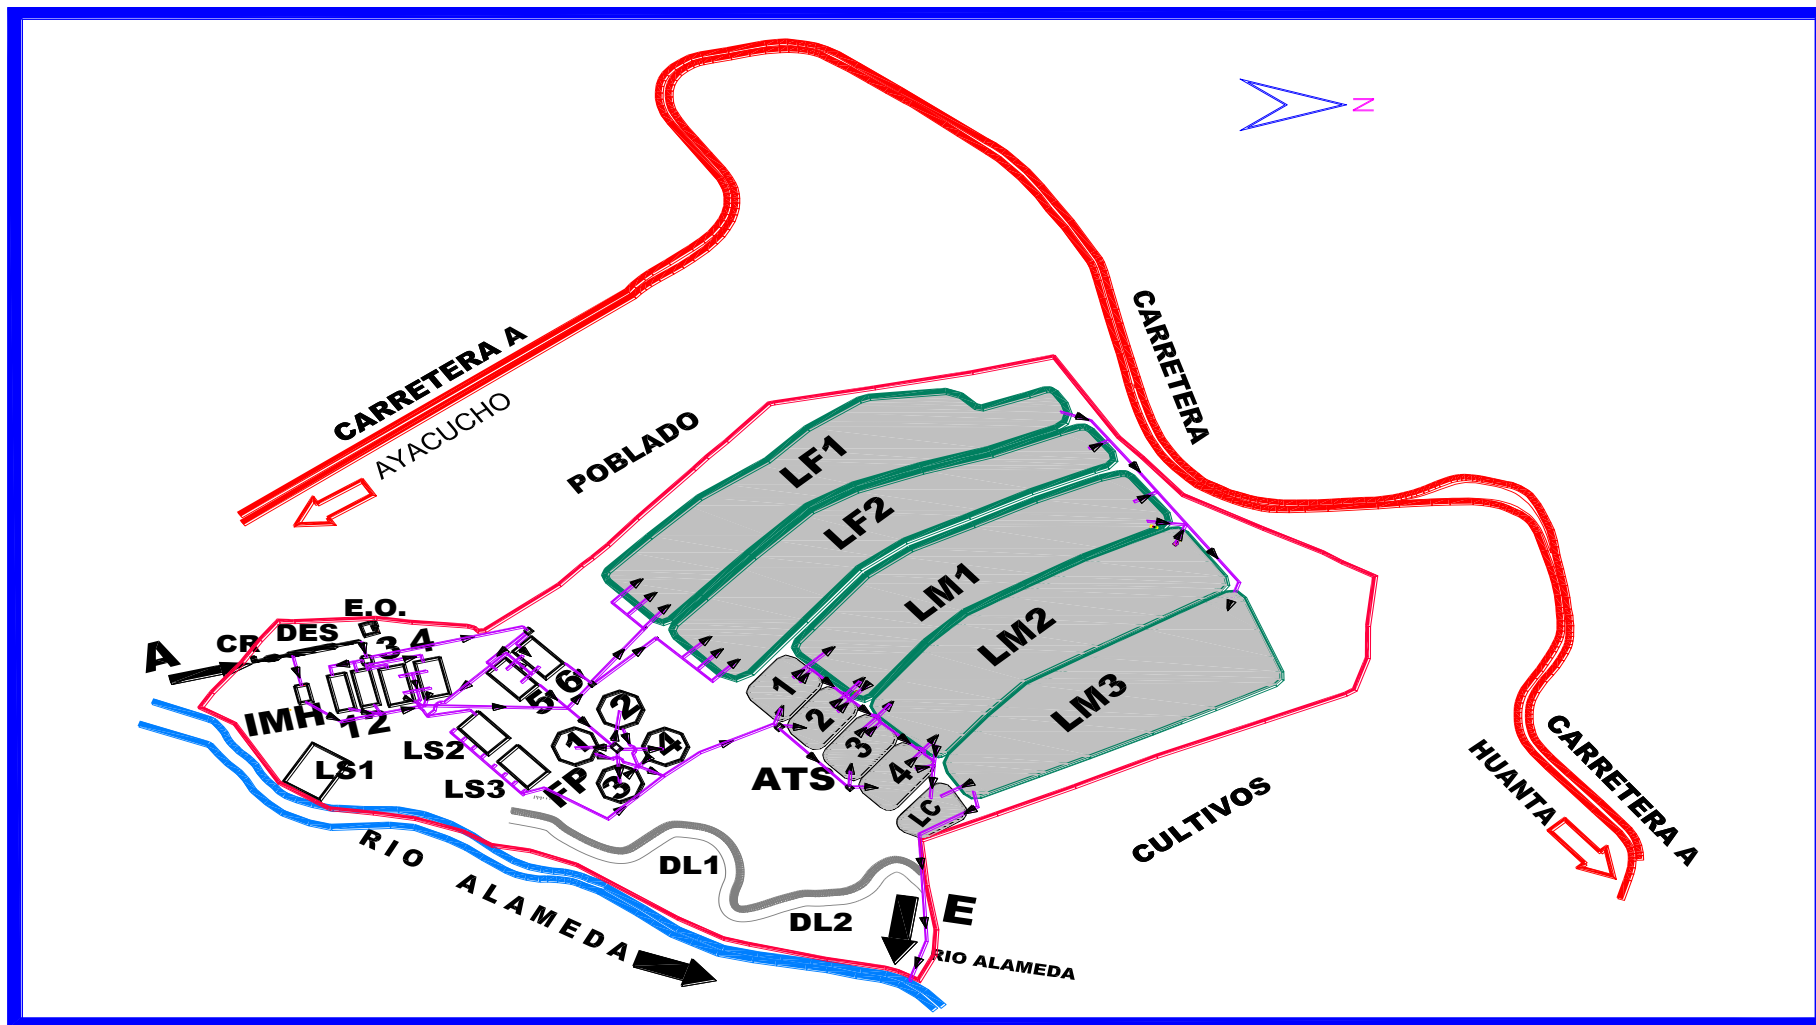 N
CARRETERA A
AYACUCHO
CARRETERA
POBLADO
LF1
LF2
LM1
LM2
LM3
E.O.
DES
CR
A
3 4
IMH
1 2
5 6
LS1
LS2
LS3
FP
1
2
3
4
ATS
1
2
3
4
LC
CULTIVOS
HUANTA
CARRETERA A
DL1
DL2
E
RIO ALAMEDA
RIO ALAMEDA